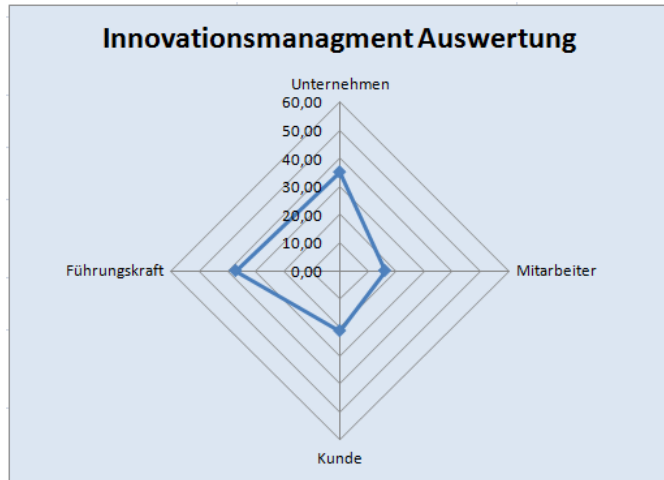 Innovationsmanagment Auswertung
Unternehmen
60,00
50,00
40,00
30,00
20,00
10,00
0,00
Führungskraft
Mitarbeiter
Kunde